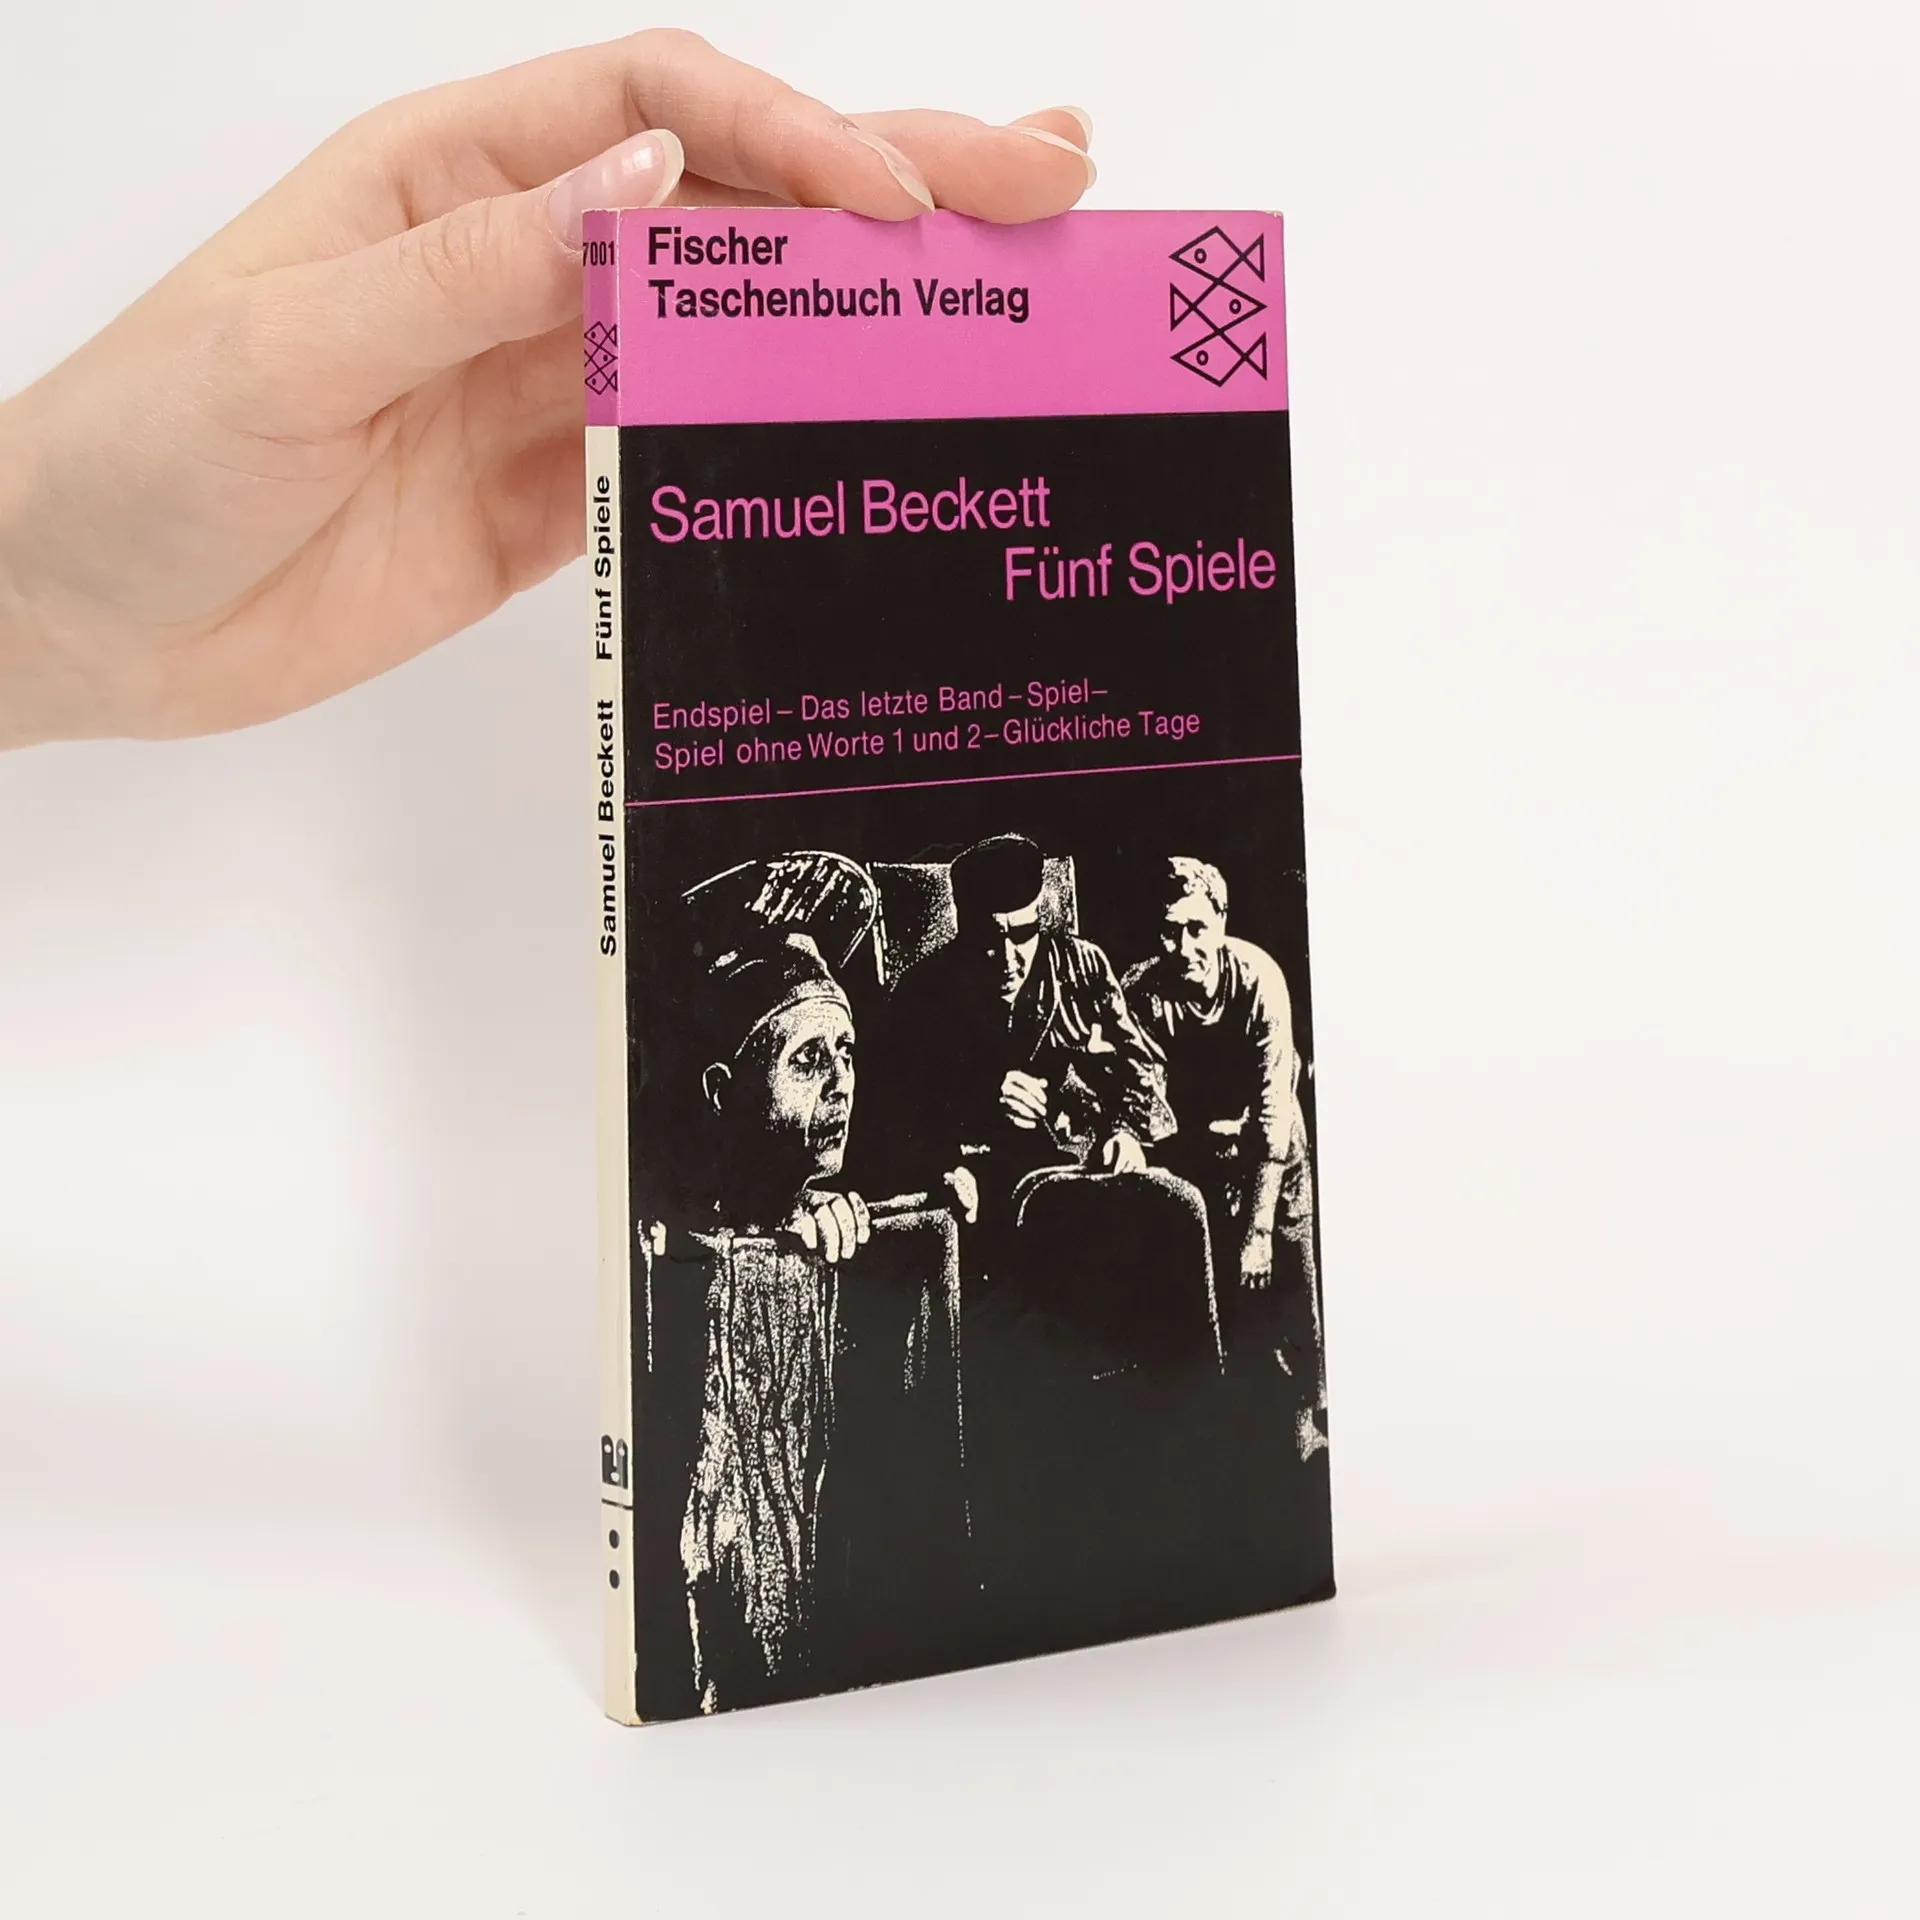 7001
Fischer
Taschenbuch Verlag
Samuel Beckett
Fünf Spiele
Endspiel – Das letzte Band – Spiel –
Spiel ohne Worte 1 und 2 – Glückliche Tage
Samuel Beckett Fünf Spiele